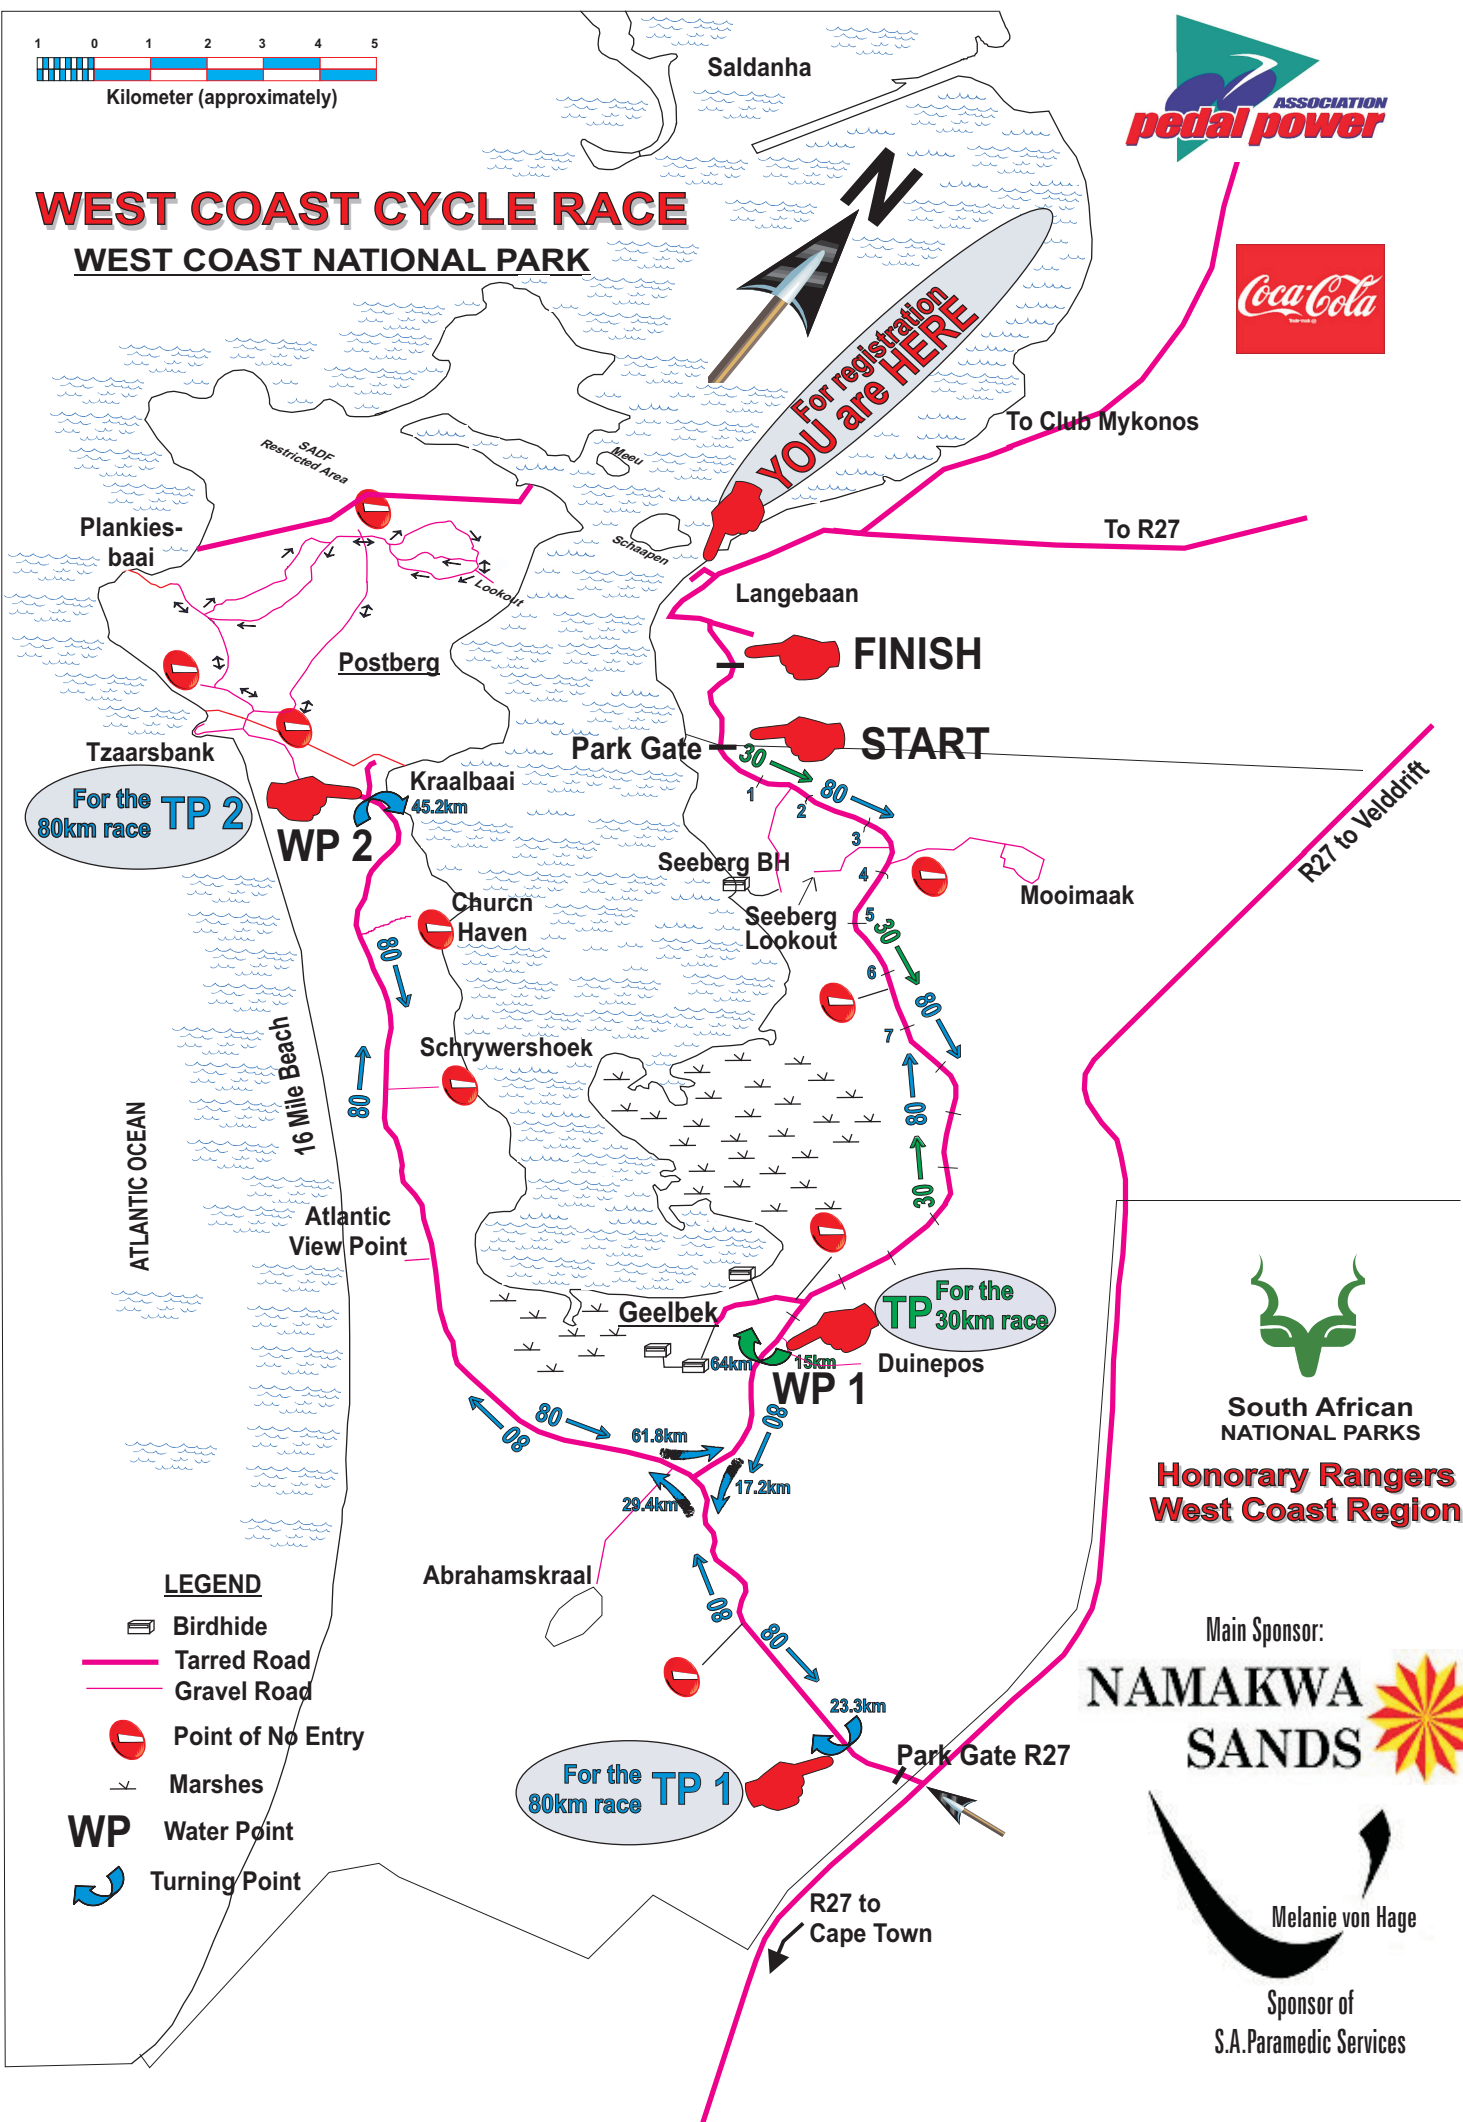 1 0 1 2 3 4 5
Kilometer (approximately)
WEST COAST CYCLE RACE
WEST COAST NATIONAL PARK
Saldanha
N
ASSOCIATION
pedal power
Coca-Cola
For registration
YOU are HERE
To Club Mykonos
To R27
SADF
Restricted Area
Meeu
Schaapen
Plankies-
baai
Lookout
Langebaan
FINISH
Postberg
START
Park Gate
Tzaarsbank
Kraalbaai
45.2km
For the
80km race
TP 2
WP 2
30
80
1
2
3
4
5
6
7
Seeberg BH
Seeberg
Lookout
Mooimaak
R27 to Velddrift
Churcn
Haven
80
30
80
Schrywershoek
80
80
30
16 Mile Beach
ATLANTIC OCEAN
Atlantic
View Point
Geelbek
TP
For the
30km race
64km
15km
Duinepos
WP 1
80
80
80
61.8km
17.2km
29.4km
Abrahamskraal
80
80
23.3km
Park Gate R27
For the
80km race
TP 1
R27 to
Cape Town
LEGEND
Birdhide
Tarred Road
Gravel Road
Point of No Entry
Marshes
WP Water Point
Turning Point
South African
NATIONAL PARKS
Honorary Rangers
West Coast Region
Main Sponsor:
NAMAKWA
SANDS
Melanie von Hage
Sponsor of
S.A.Paramedic Services